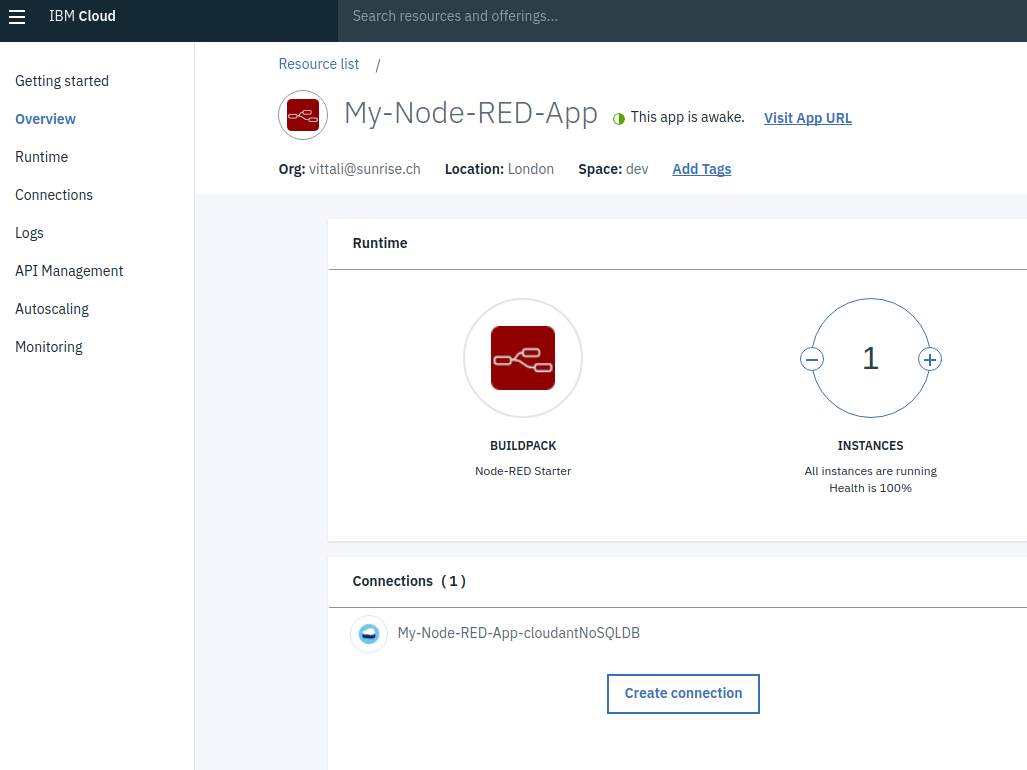 IBM Cloud
Search resources and offerings...
Getting started
Overview
Runtime
Connections
Logs
API Management
Autoscaling
Monitoring
Resource list /
My-Node-RED-App
This app is awake.
Visit App URL
Org: vittali@sunrise.ch Location: London Space: dev Add Tags
Runtime
BUILDPACK
Node-RED Starter
1
INSTANCES
All instances are running
Health is 100%
Connections (1)
My-Node-RED-App-cloudantNoSQLDB
Create connection